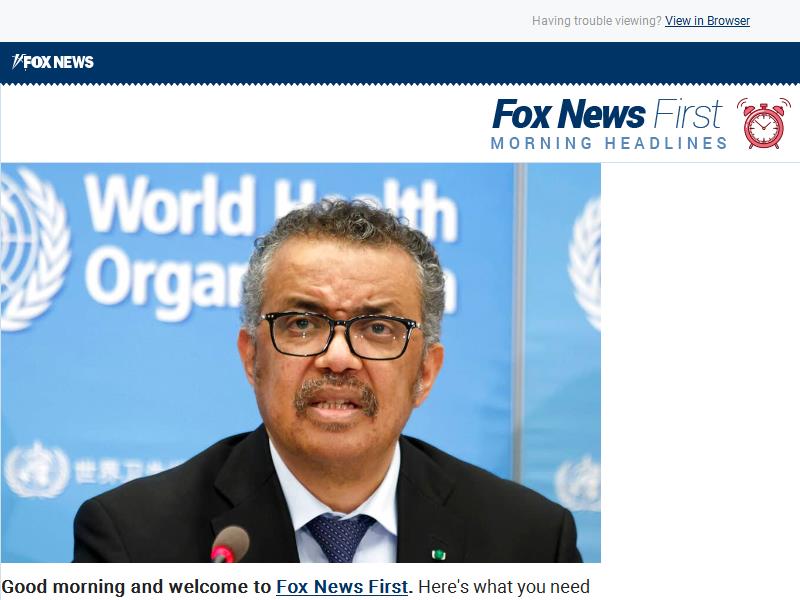 Having trouble viewing? View in Browser
FOX NEWS
Fox News First
MORNING HEADLINES
World Health
Organ
n
世界卫生
Good morning and welcome to Fox News First. Here's what you need